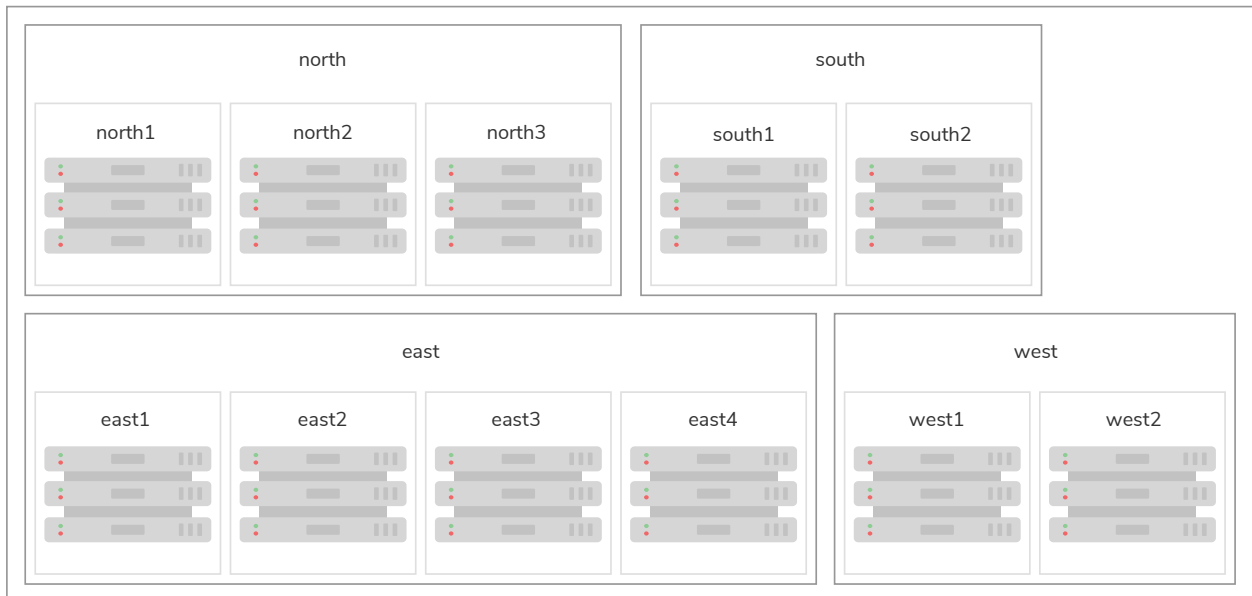 north
south
north1
north2
north3
south1
south2
east
west
east1
east2
east3
east4
west1
west2